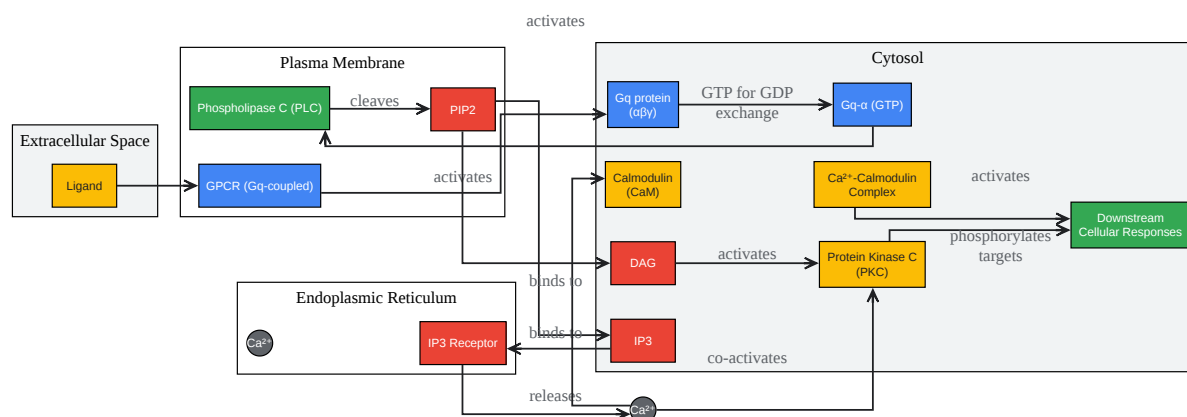 activates
Plasma Membrane
Cytosol
Phospholipase C (PLC)
cleaves
PIP2
Gq protein
(αβγ)
GTP for GDP
exchange
Gq-α (GTP)
Extracellular Space
Ligand
GPCR (Gq-coupled)
activates
Calmodulin
(CaM)
Ca²⁺-Calmodulin
Complex
activates
Downstream
Cellular Responses
phosphorylates
targets
DAG
activates
Protein Kinase C
(PKC)
binds to
Endoplasmic Reticulum
Ca²⁺
IP3 Receptor
binds to
IP3
co-activates
releases
Ca²⁺